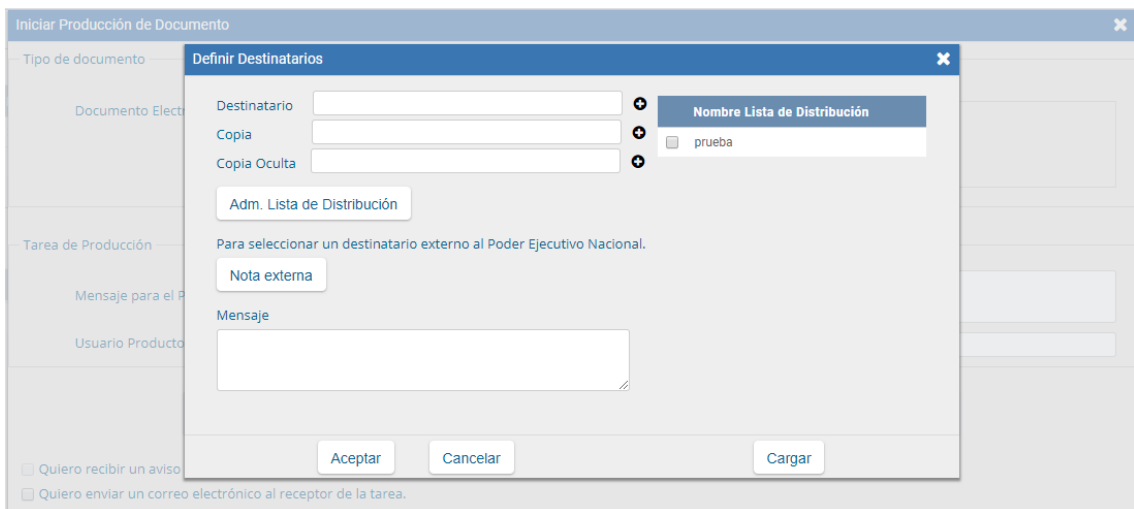 Iniciar Producción de Documento
Tipo de documento
Definir Destinatarios
Documento Elect
Destinatario
Nombre Lista de Distribución
Copia
prueba
Copia Oculta
Adm. Lista de Distribución
Tarea de Producción
Para seleccionar un destinatario externo al Poder Ejecutivo Nacional.
Nota externa
Mensaje para el P
Mensaje
Usuario Producto
Aceptar
Cancelar
Cargar
Quiero recibir un aviso
Quiero enviar un correo electrónico al receptor de la tarea.